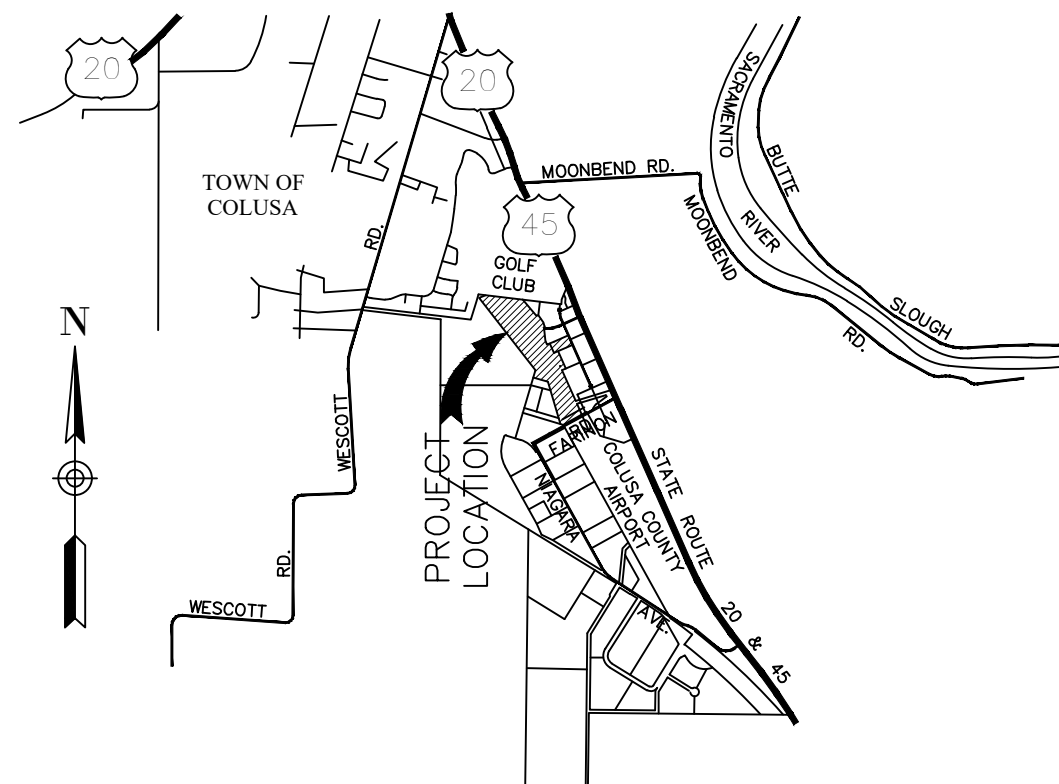 20
20
SACRAMENTO
MOONBEND RD.
BUTTE
TOWN OF
COLUSA
45
MOONBEND
RIVER
RD.
GOLF
CLUB
N
SLOUGH
RD.
WESCOTT
PROJECT
LOCATION
FARINON
NIAGARA
COLUSA COUNTY
AIRPORT
STATE ROUTE
RD.
WESCOTT
AVE.
20 & 45